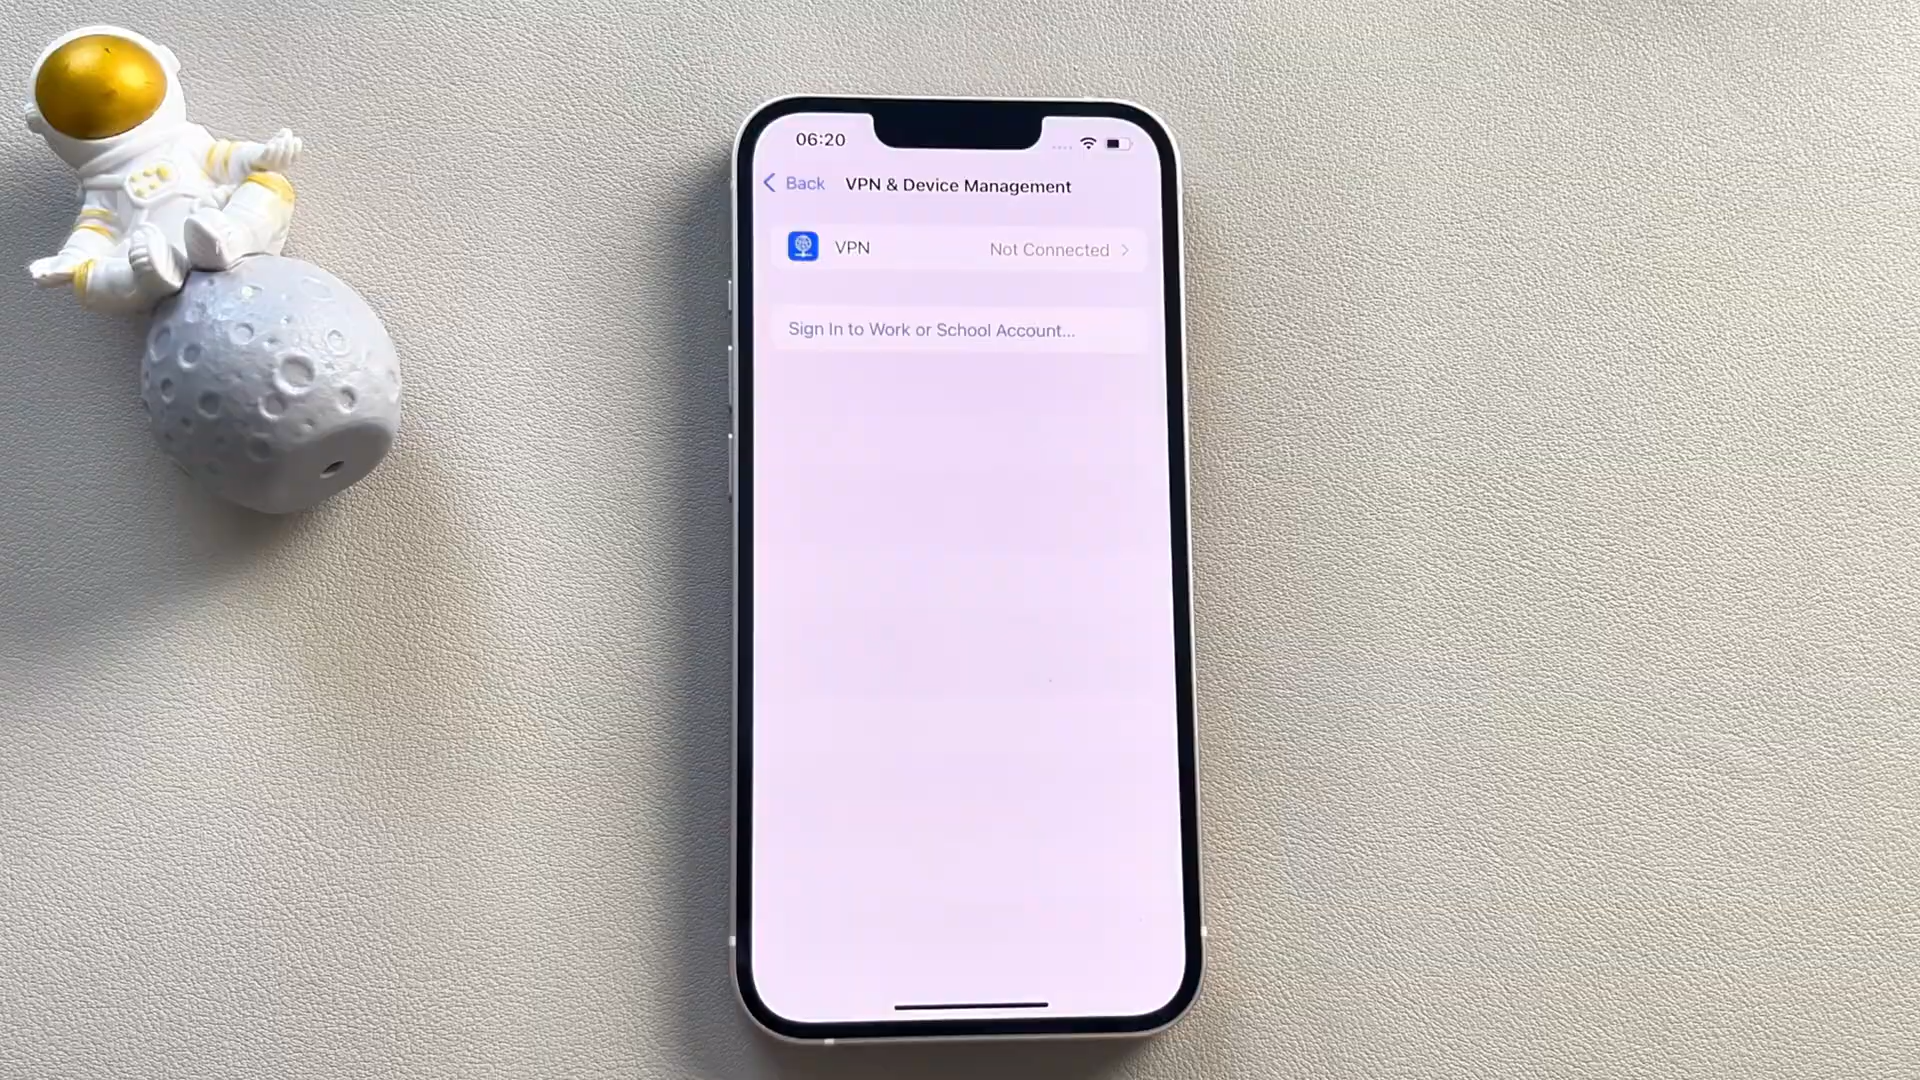 06:20
Back VPN & Device Management
VPN Not Connected
Sign In to Work or School Account...